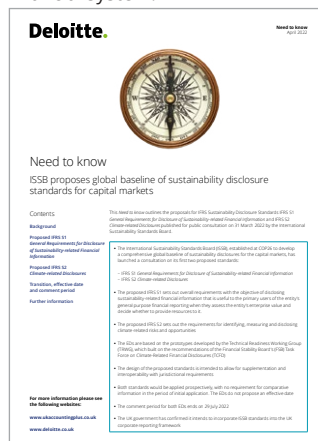 Deloitte.
Need to know
April 2022
Need to know
ISSB proposes global baseline of sustainability disclosure
standards for capital markets
Contents
Background
Proposed IFRS S1
General Requirements for Disclosure
of Sustainability-related Financial
Information
Proposed IFRS S2
Climate-related Disclosures
Transition, effective date
and comment period
Further information
For more information please see
the following websites:
www.ukaccountingplus.co.uk
www.deloitte.co.uk
This Need to know outlines the proposals for IFRS Sustainability Disclosure Standards IFRS S1
General Requirements for Disclosure of Sustainability-related Financial Information and IFRS S2
Climate-related Disclosures published for public consultation on 31 March 2022 by the International
Sustainability Standards Board.
• The International Sustainability Standards Board (ISSB), established at COP26 to develop
a comprehensive global baseline of sustainability disclosures for the capital markets, has
launched a consultation on its first two proposed standards:
– IFRS S1 General Requirements for Disclosure of Sustainability-related Financial Information
– IFRS S2 Climate-related Disclosures
• The proposed IFRS S1 sets out overall requirements with the objective of disclosing
sustainability-related financial information that is useful to the primary users of the entity's
general purpose financial reporting when they assess the entity's enterprise value and
decide whether to provide resources to it
• The proposed IFRS S2 sets out the requirements for identifying, measuring and disclosing
climate-related risks and opportunities
• The EDs are based on the prototypes developed by the Technical Readiness Working Group
(TRWG), which built on the recommendations of the Financial Stability Board's (FSB) Task
Force on Climate-Related Financial Disclosures (TCFD)
• The design of the proposed standards is intended to allow for supplementation and
interoperability with jurisdictional requirements
• Both standards would be applied prospectively, with no requirement for comparative
information in the period of initial application. The EDs do not propose an effective date
• The comment period for both EDs ends on 29 July 2022
• The UK government has confirmed it intends to incorporate ISSB standards into the UK
corporate reporting framework